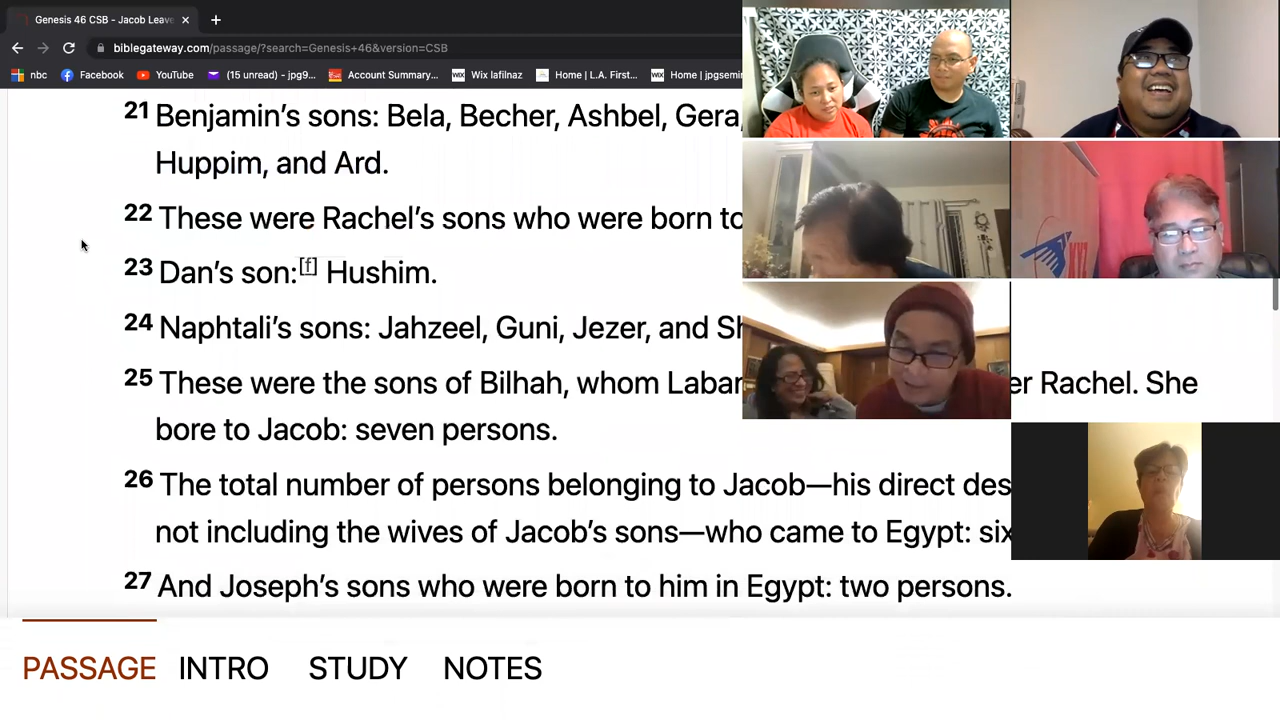 Genesis 46 CSB - Jacob Leave
biblegateway.com/passage/?search=Genesis+46&version=CSB
nbc Facebook YouTube (15 unread) - jpg9... Account Summary... Wix lafilnaz Home | L.A. First... Home | jpgsemi
21 Benjamin's sons: Bela, Becher, Ashbel, Gera,
Huppim, and Ard.
22 These were Rachel's sons who were born to
23 Dan's son:[f] Hushim.
24 Naphtali's sons: Jahzeel, Guni, Jezer, and Sh
25 These were the sons of Bilhah, whom Laban er Rachel. She
bore to Jacob: seven persons.
26 The total number of persons belonging to Jacob—his direct des
not including the wives of Jacob's sons—who came to Egypt: six
27 And Joseph's sons who were born to him in Egypt: two persons.
PASSAGE INTRO STUDY NOTES